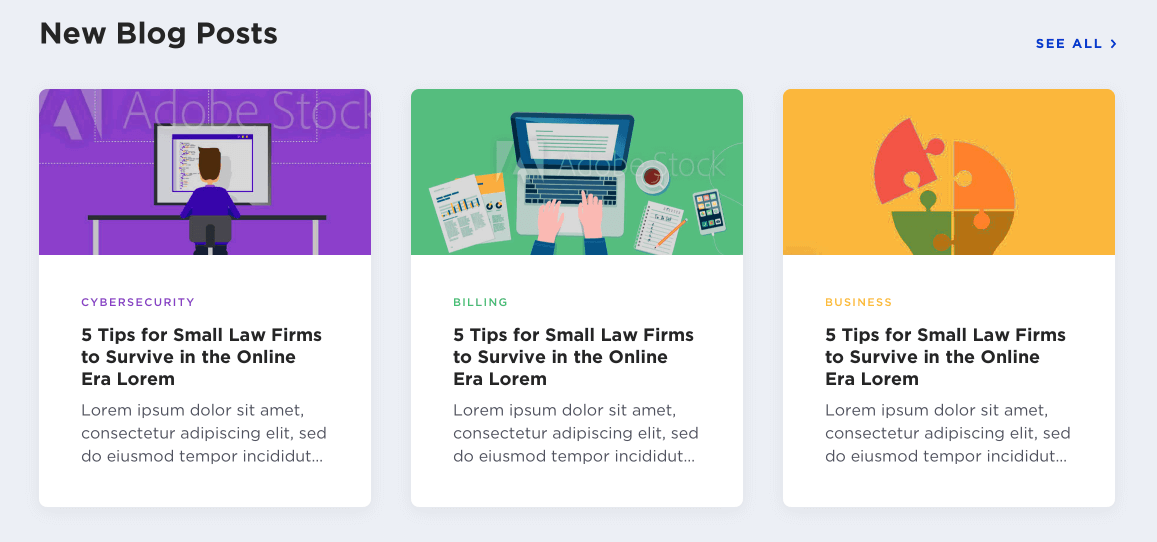 New Blog Posts
SEE ALL >
Adobe Stock
CYBERSECURITY
5 Tips for Small Law Firms
to Survive in the Online
Era Lorem
Lorem ipsum dolor sit amet,
consectetur adipiscing elit, sed
do eiusmod tempor incididut...
Adobe Stock
BILLING
5 Tips for Small Law Firms
to Survive in the Online
Era Lorem
Lorem ipsum dolor sit amet,
consectetur adipiscing elit, sed
do eiusmod tempor incididut...
BUSINESS
5 Tips for Small Law Firms
to Survive in the Online
Era Lorem
Lorem ipsum dolor sit amet,
consectetur adipiscing elit, sed
do eiusmod tempor incididut...